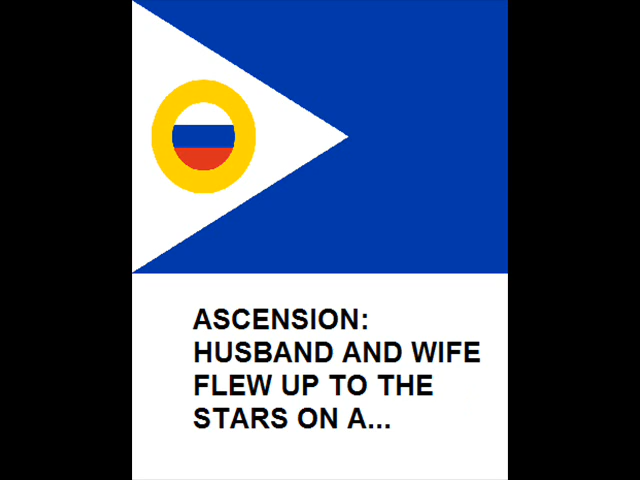 ASCENSION:
HUSBAND AND WIFE
FLEW UP TO THE
STARS ON A...